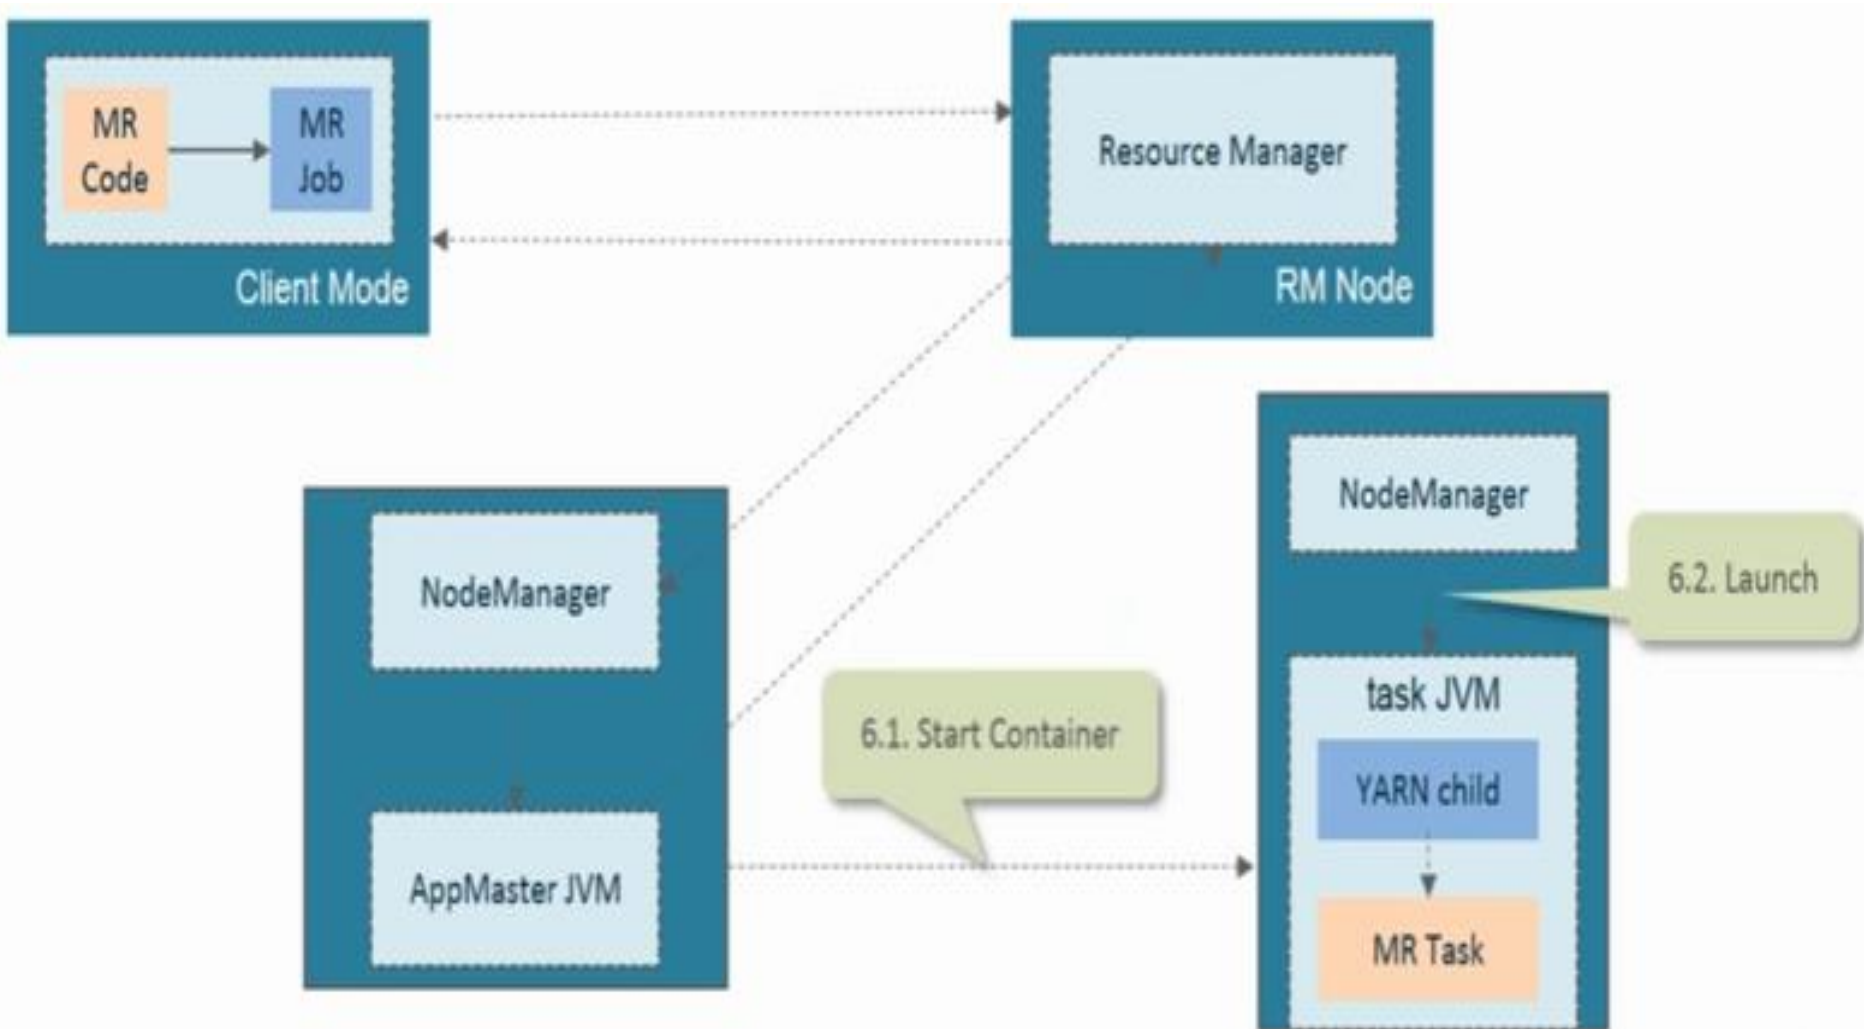 MR
Code
MR
Job
Client Mode
Resource Manager
RM Node
NodeManager
AppMaster JVM
6.1. Start Container
NodeManager
6.2. Launch
task JVM
YARN child
MR Task